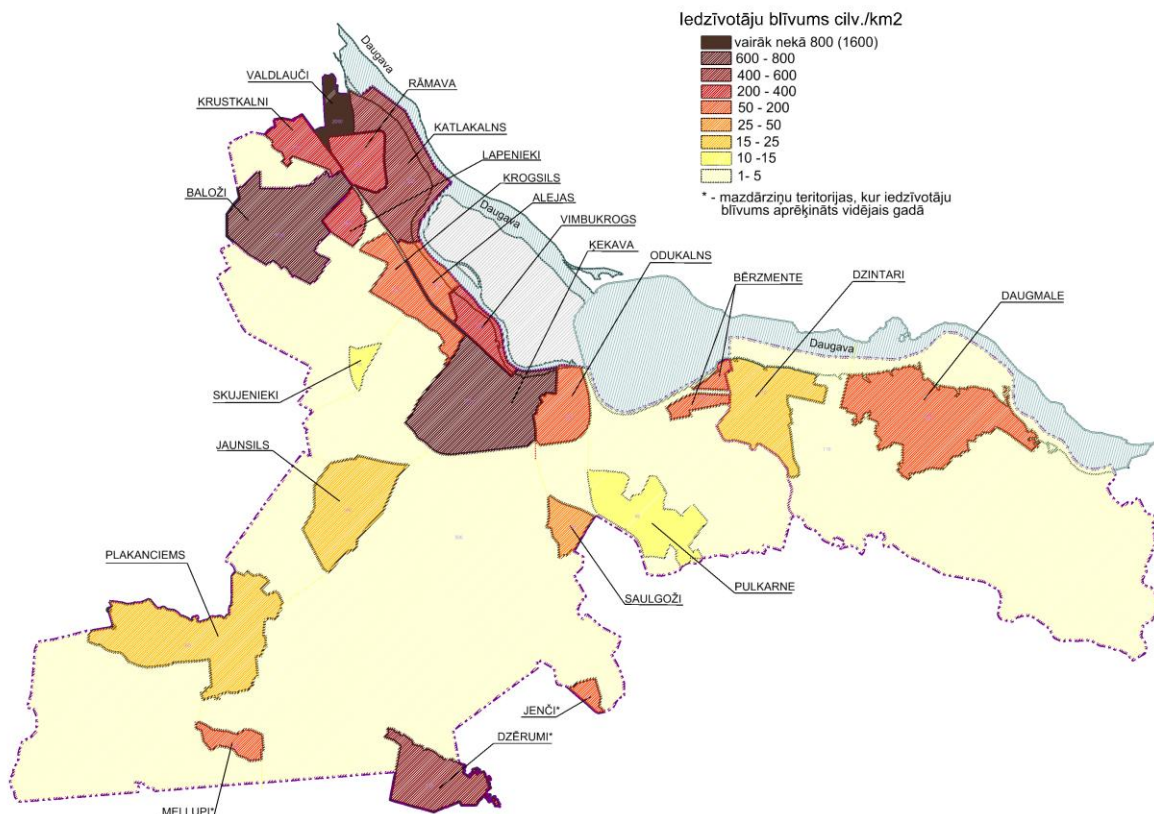 Iedzīvotāju blīvums cilv./km2
vairāk nekā 800 (1600)
600 - 800
400 - 600
200 - 400
50 - 200
25 - 50
15 - 25
10 -15
1- 5
* - mazdārziņu teritorijas, kur iedzīvotāju
blīvums aprēķināts vidējais gadā
Daugava
VALDLAUČI
RĀMAVA
KRUSTKALNI
KATLAKALNS
LAPENIEKI
KROGSILS
BALOŽI
ALEJAS
Daugava
VIMBUKROGS
ĶEKAVA
ODUKALNS
BĒRZMENTE
DZINTARI
DAUGMALE
Daugava
SKUJENIEKI
JAUNSILS
PLAKANCIEMS
SAULGOŽI
PULKARNE
JENČI*
DZĒRUMI*
MELLUPI*